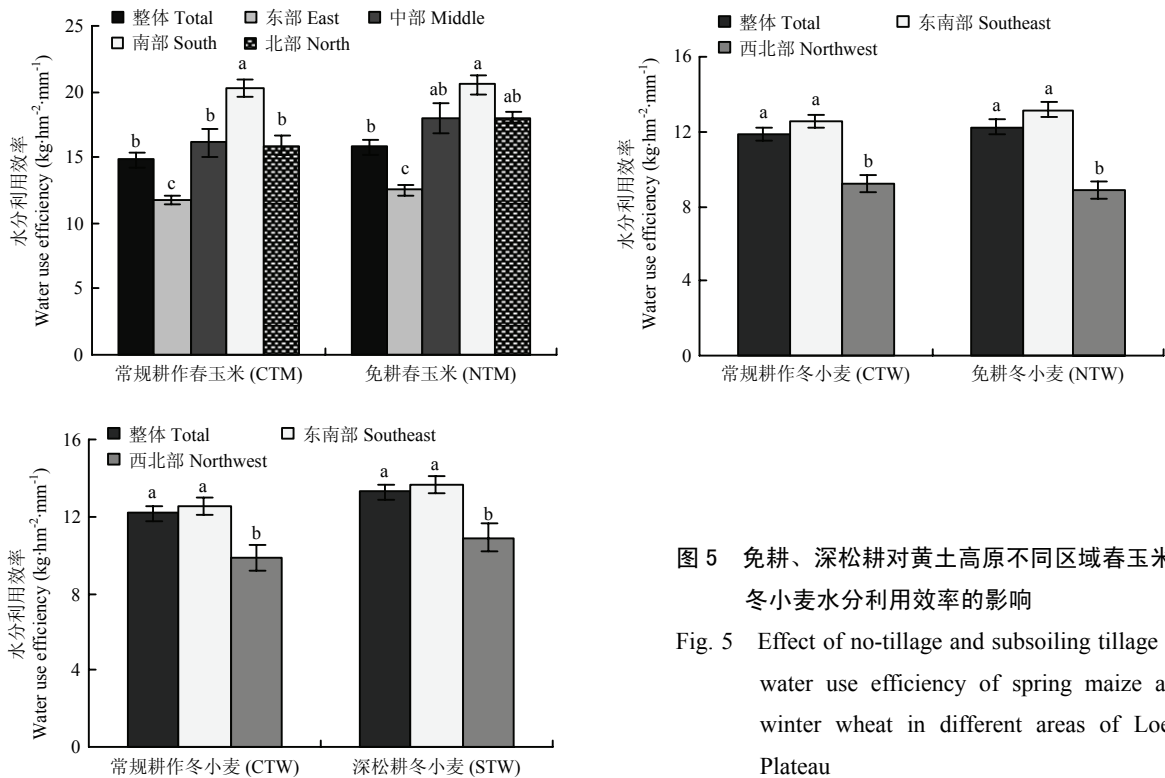 整体 Total 东部 East 中部 Middle
南部 South 北部 North
25
20
15
10
5
0
水分利用效率
Water use efficiency (kg·hm⁻²·mm⁻¹)
b c b a b
b c ab a ab
常规耕作春玉米 (CTM) 免耕春玉米 (NTM)
整体 Total 东南部 Southeast
西北部 Northwest
16
12
8
4
0
水分利用效率
Water use efficiency (kg·hm⁻²·mm⁻¹)
a a b a a b
常规耕作冬小麦 (CTW) 免耕冬小麦 (NTW)
整体 Total 东南部 Southeast
西北部 Northwest
16
12
8
4
0
水分利用效率
Water use efficiency (kg·hm⁻²·mm⁻¹)
a a b a a b
常规耕作冬小麦 (CTW) 深松耕冬小麦 (STW)
图 5 免耕、深松耕对黄土高原不同区域春玉米
冬小麦水分利用效率的影响
Fig. 5 Effect of no-tillage and subsoiling tillage
water use efficiency of spring maize a
winter wheat in different areas of Loe
Plateau